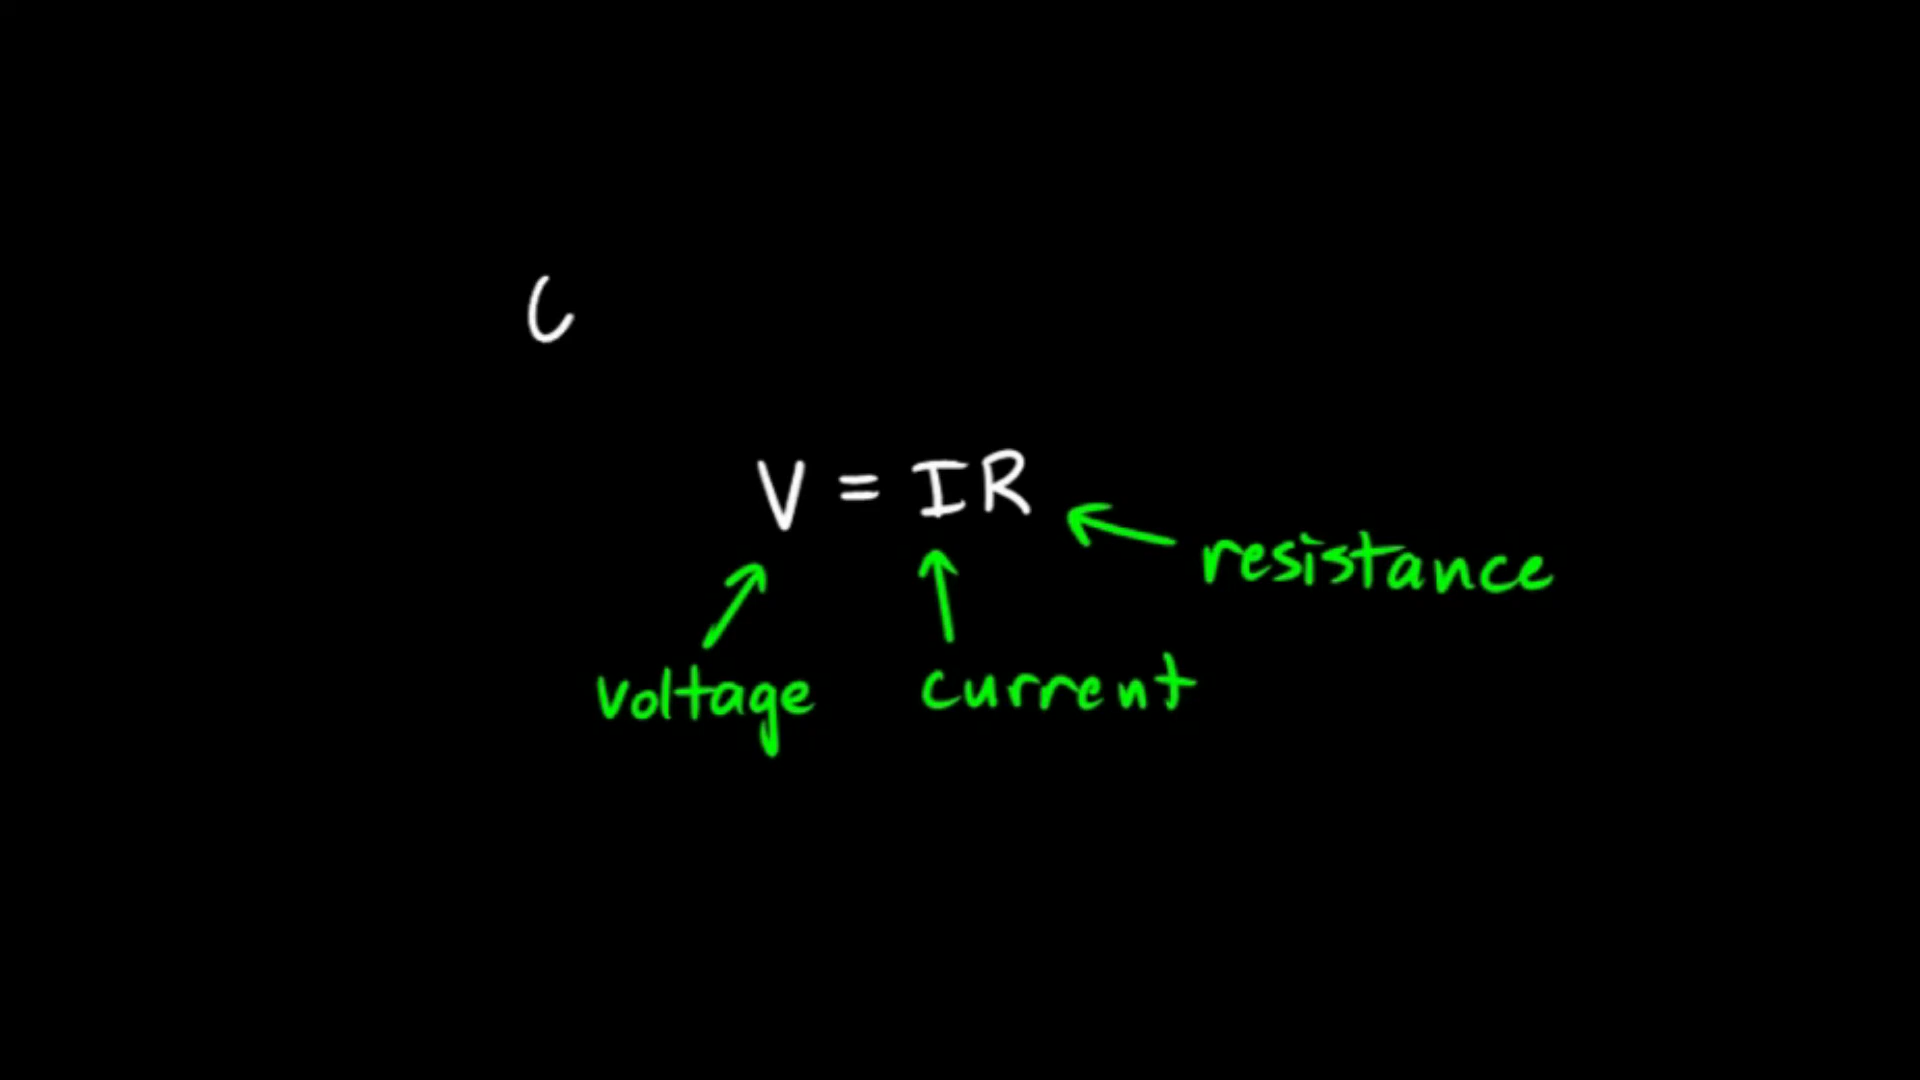 C
V = IR
resistance
voltage current